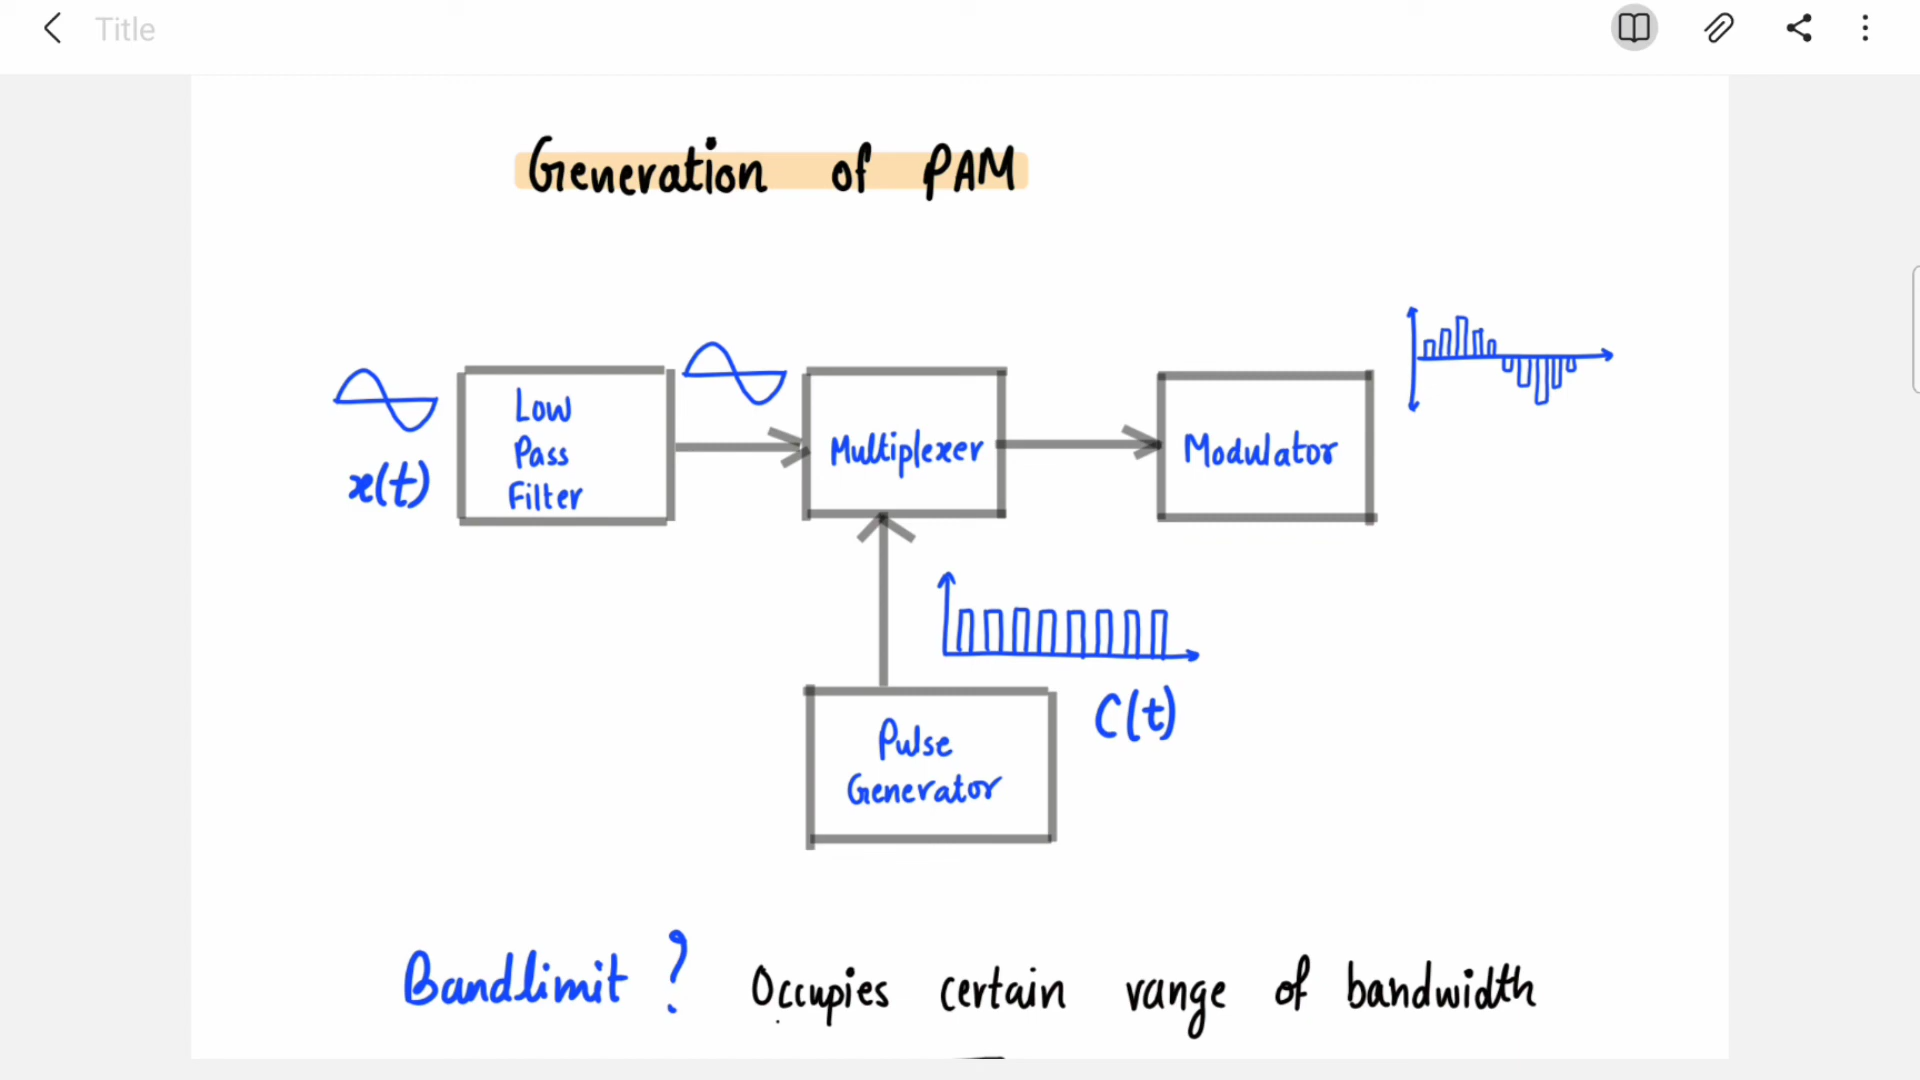 Title
Generation of PAM
x(t)
Low
Pass
Filter
Multiplexer
Modulator
C(t)
Pulse
Generator
Bandlimit ? Occupies certain range of bandwidth